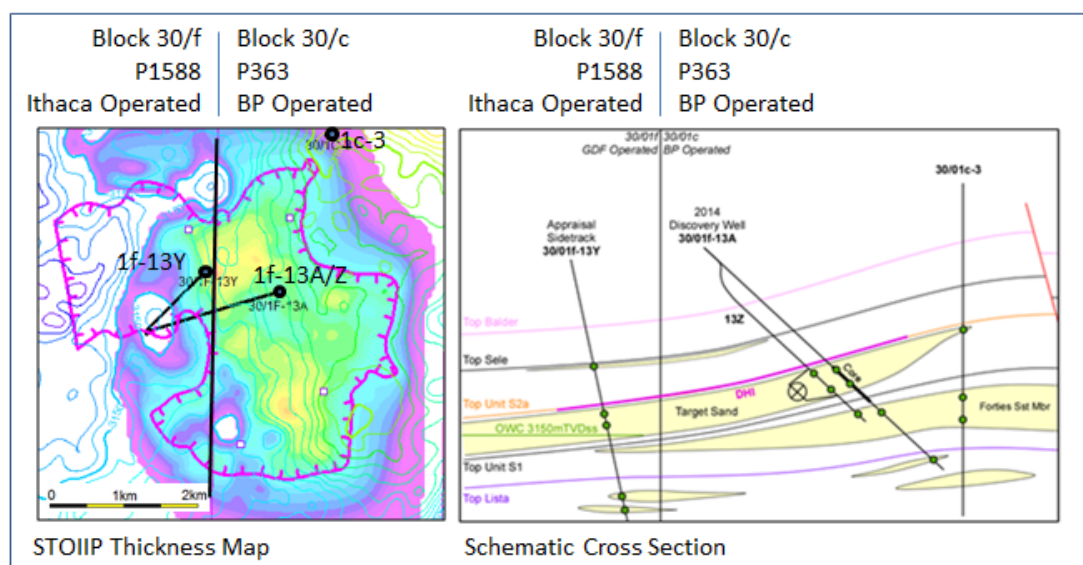 Block 30/f
P1588
Ithaca Operated
Block 30/c
P363
BP Operated
Block 30/f
P1588
Ithaca Operated
Block 30/c
P363
BP Operated
1c-3
1f-13Y
30/1F-13Y
1f-13A/Z
30/1F-13A
0 1km 2km
STOIIP Thickness Map
30/01f 30/01c
GDF Operated BP Operated
30/01c-3
Appraisal
Sidetrack
30/01f-13Y
2014
Discovery Well
30/01f-13A
13Z
Top Balder
Top Sele
Core
DHI
Top Unit S2a
Target Sand
Forties Sst Mbr
OWC 3150mTVDss
Top Unit S1
Top Lista
Schematic Cross Section